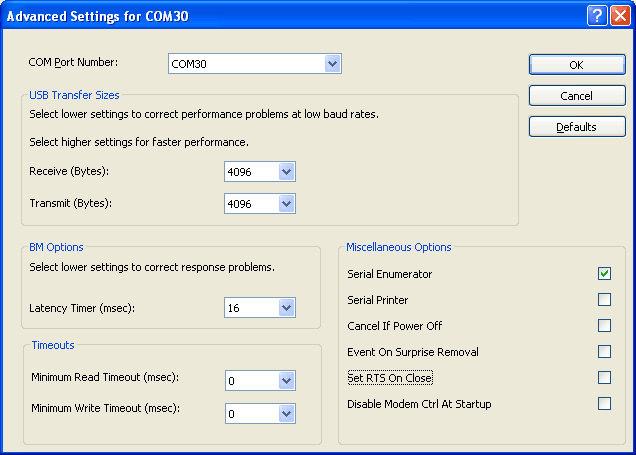 Advanced Settings for COM30
COM Port Number:
COM30
OK
Cancel
Defaults
USB Transfer Sizes
Select lower settings to correct performance problems at low baud rates.
Select higher settings for faster performance.
Receive (Bytes):
4096
Transmit (Bytes):
4096
BM Options
Select lower settings to correct response problems.
Latency Timer (msec):
16
Timeouts
Minimum Read Timeout (msec):
0
Minimum Write Timeout (msec):
0
Miscellaneous Options
Serial Enumerator
Serial Printer
Cancel If Power Off
Event On Surprise Removal
Set RTS On Close
Disable Modem Ctrl At Startup